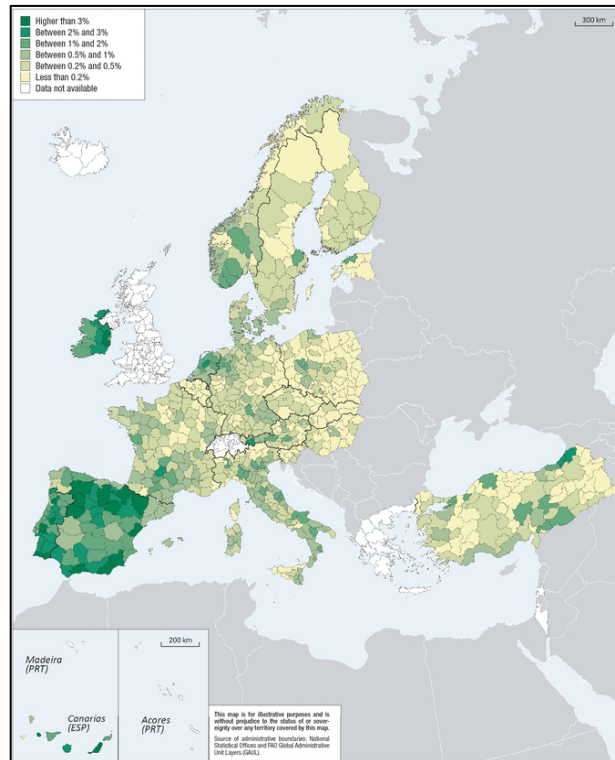 Higher than 3%
Between 2% and 3%
Between 1% and 2%
Between 0.5% and 1%
Between 0.2% and 0.5%
Less than 0.2%
Data not available
300 km
200 km
Madeira
(PRT)
Canarias
(ESP)
Acores
(PRT)
This map is for illustrative purposes and is
without prejudice to the status of or sover-
eignty over any territory covered by this map.
Source of administrative boundaries: National
Statistical Offices and FAO Global Administrative
Unit Layers (GAUL).